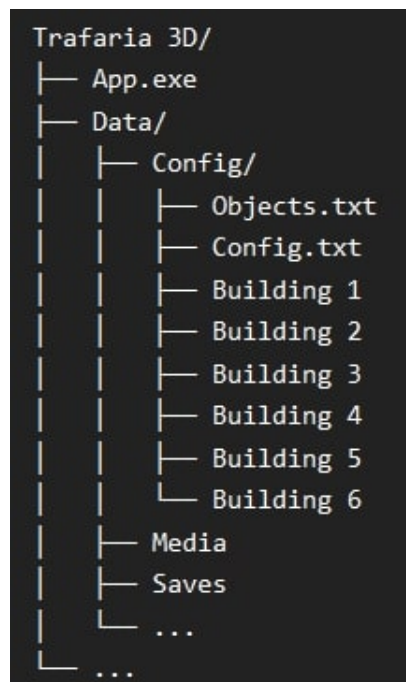 Trafaria 3D/
├── App.exe
├── Data/
│   ├── Config/
│   │   ├── Objects.txt
│   │   ├── Config.txt
│   │   ├── Building 1
│   │   ├── Building 2
│   │   ├── Building 3
│   │   ├── Building 4
│   │   ├── Building 5
│   │   └── Building 6
│   ├── Media
│   ├── Saves
│   └── ...
└── ...